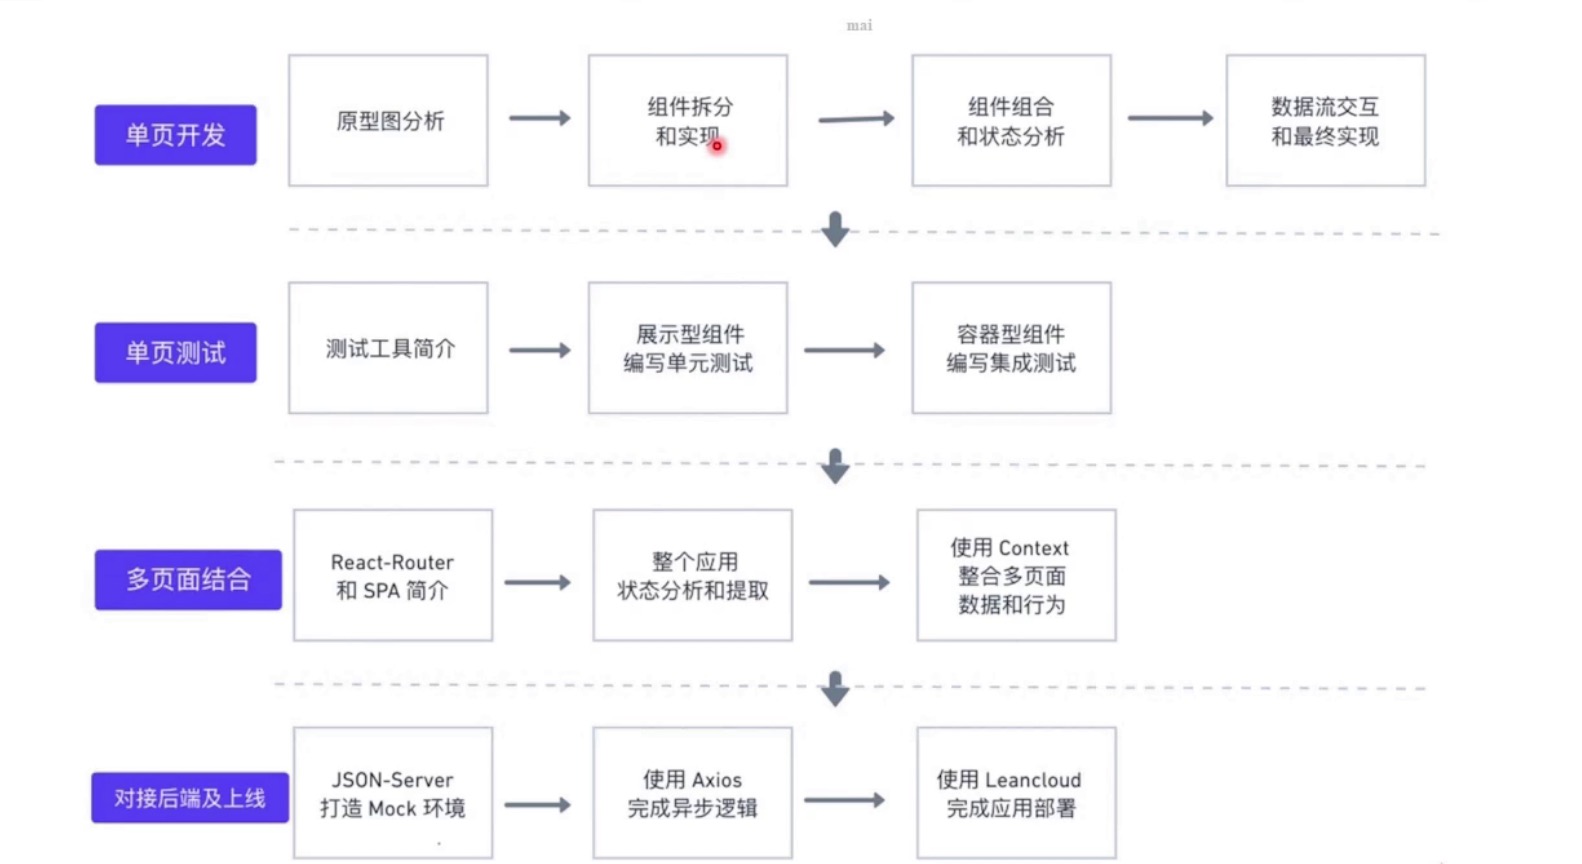 mai
单页开发
原型图分析
组件拆分
和实现
组件组合
和状态分析
数据流交互
和最终实现
单页测试
测试工具简介
展示型组件
编写单元测试
容器型组件
编写集成测试
多页面结合
React-Router
和 SPA 简介
整个应用
状态分析和提取
使用 Context
整合多页面
数据和行为
对接后端及上线
JSON-Server
打造 Mock 环境
使用 Axios
完成异步逻辑
使用 Leancloud
完成应用部署